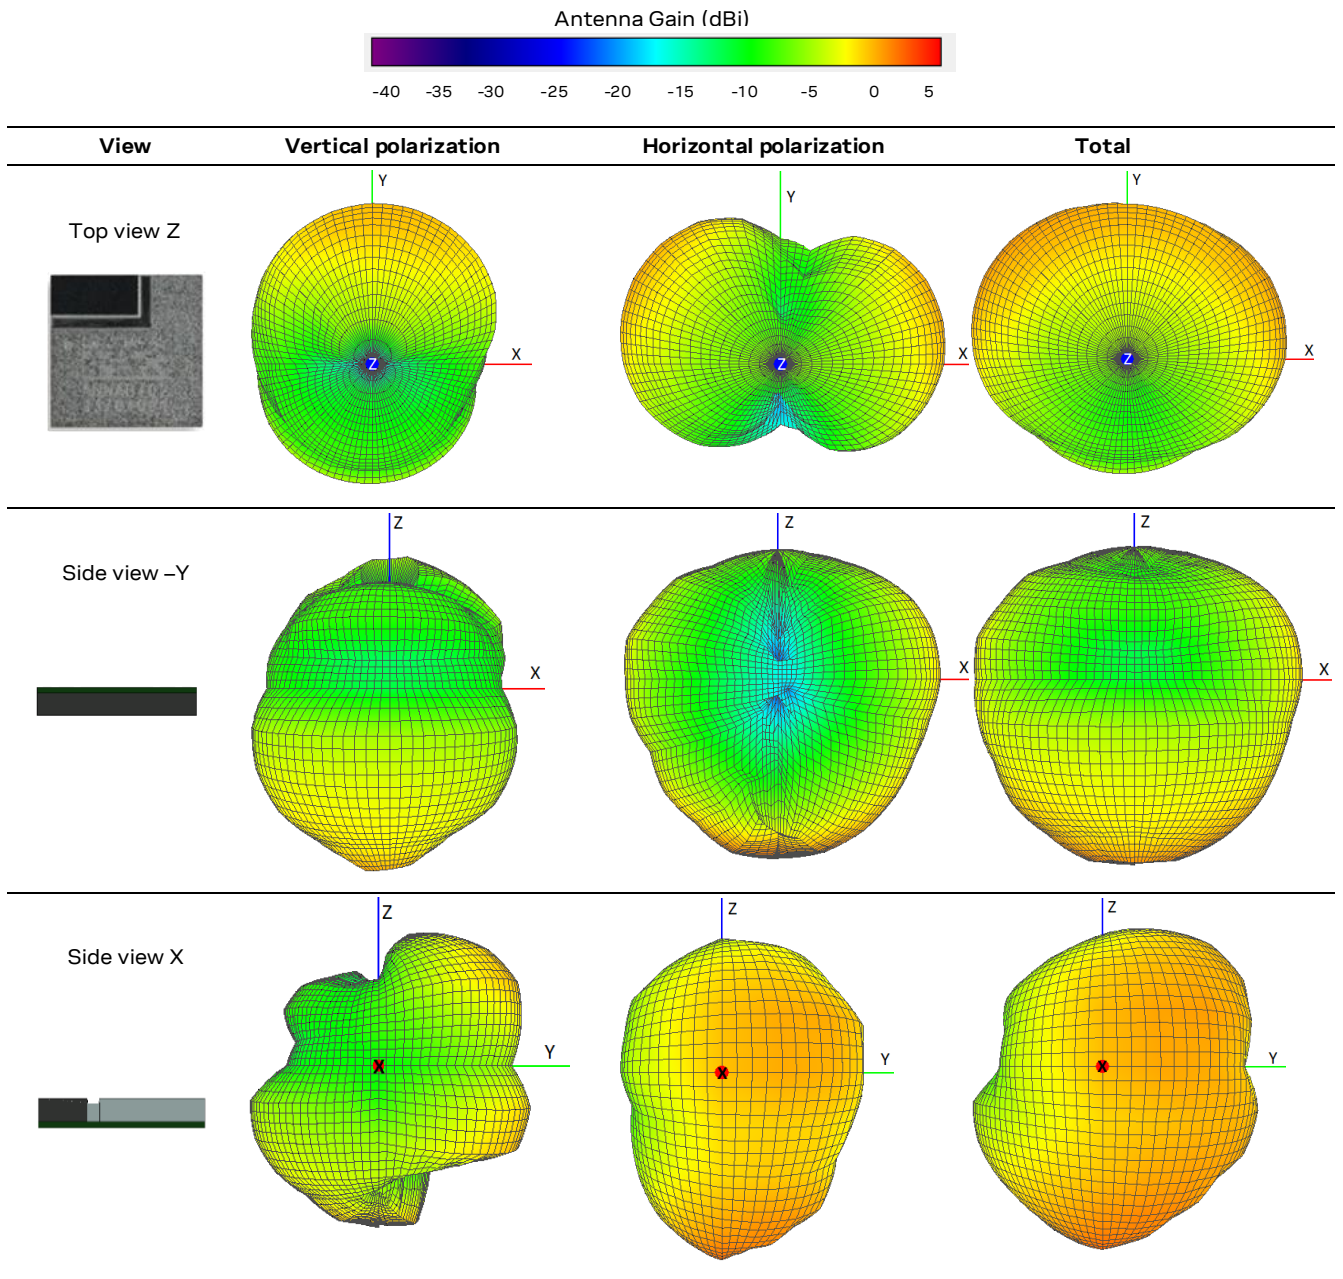 Antenna Gain (dBi)
-40 -35 -30 -25 -20 -15 -10 -5 0 5
View Vertical polarization Horizontal polarization Total
Top view Z
Y
X
Z
Y
X
Z
Y
X
Z
Side view –Y
Z
X
Z
X
Z
X
Side view X
Z
Y
X
Z
Y
X
Z
Y
X